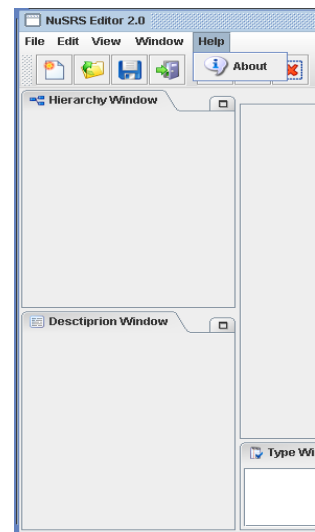 NuSRS Editor 2.0
File Edit View Window Help
About
Hierarchy Window
Desctiprion Window
Type Wi